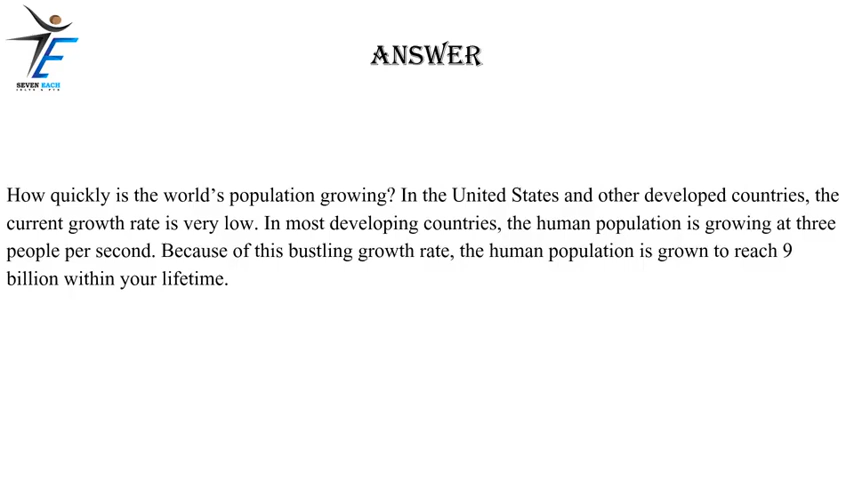 ANSWER
SEVEN EACH
How quickly is the world’s population growing? In the United States and other developed countries, the
current growth rate is very low. In most developing countries, the human population is growing at three
people per second. Because of this bustling growth rate, the human population is grown to reach 9
billion within your lifetime.